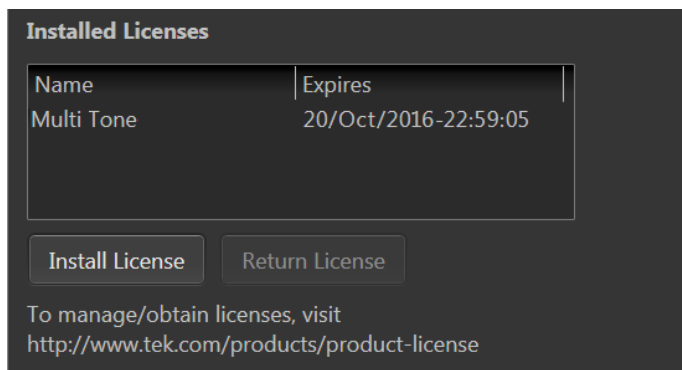 Installed Licenses
Name Expires
Multi Tone 20/Oct/2016-22:59:05
Install License Return License
To manage/obtain licenses, visit
http://www.tek.com/products/product-license